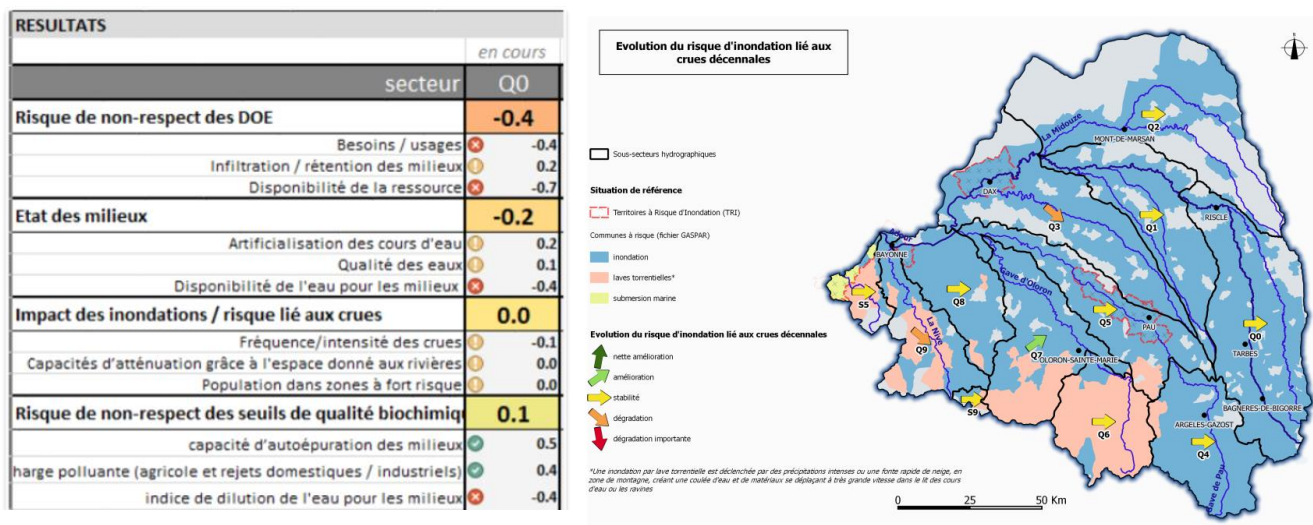 RESULTATS
en cours
secteur Q0
Risque de non-respect des DOE -0.4
Besoins / usages -0.4
Infiltration / rétention des milieux 0.2
Disponibilité de la ressource -0.7
Etat des milieux -0.2
Artificialisation des cours d'eau 0.2
Qualité des eaux 0.1
Disponibilité de l'eau pour les milieux -0.4
Impact des inondations / risque lié aux crues 0.0
Fréquence/intensité des crues -0.1
Capacités d'atténuation grâce à l'espace donné aux rivières 0.0
Population dans zones à fort risque 0.0
Risque de non-respect des seuils de qualité biochimiq 0.1
capacité d'autoépuration des milieux 0.5
harge polluante (agricole et rejets domestiques / industriels) 0.4
indice de dilution de l'eau pour les milieux -0.4
Evolution du risque d'inondation lié aux
crues décennales
Sous-secteurs hydrographiques
Situation de référence
Territoires à Risque d'Inondation (TRI)
Communes à risque (fichier GASPAR)
inondation
laves torrentielles*
submersion marine
Evolution du risque d'inondation lié aux crues décennales
nette amélioration
amélioration
stabilité
dégradation
dégradation importante
*Une inondation par lave torrentielle est déclenchée par des précipitations intenses ou une fonte rapide de neige, en
zone de montagne, créant une coulée d'eau et de matériaux se déplaçant à très grande vitesse dans le lit des cours
d'eau ou les ravines
0 25 50 Km
La Midouze
Q2
MONT-DE-MARSAN
DAX
RISCLE
Q3
Q1
Adour
BAYONNE
Gave d'Oloron
S5
Q8
Q5
PAU
Q0
TARBES
La Nive
Q9
Q7
OLORON-SAINTE-MARIE
S9
BAGNERES-DE-BIGORRE
ARGELES-GAZOST
Q6
Q4
Gave de Pau